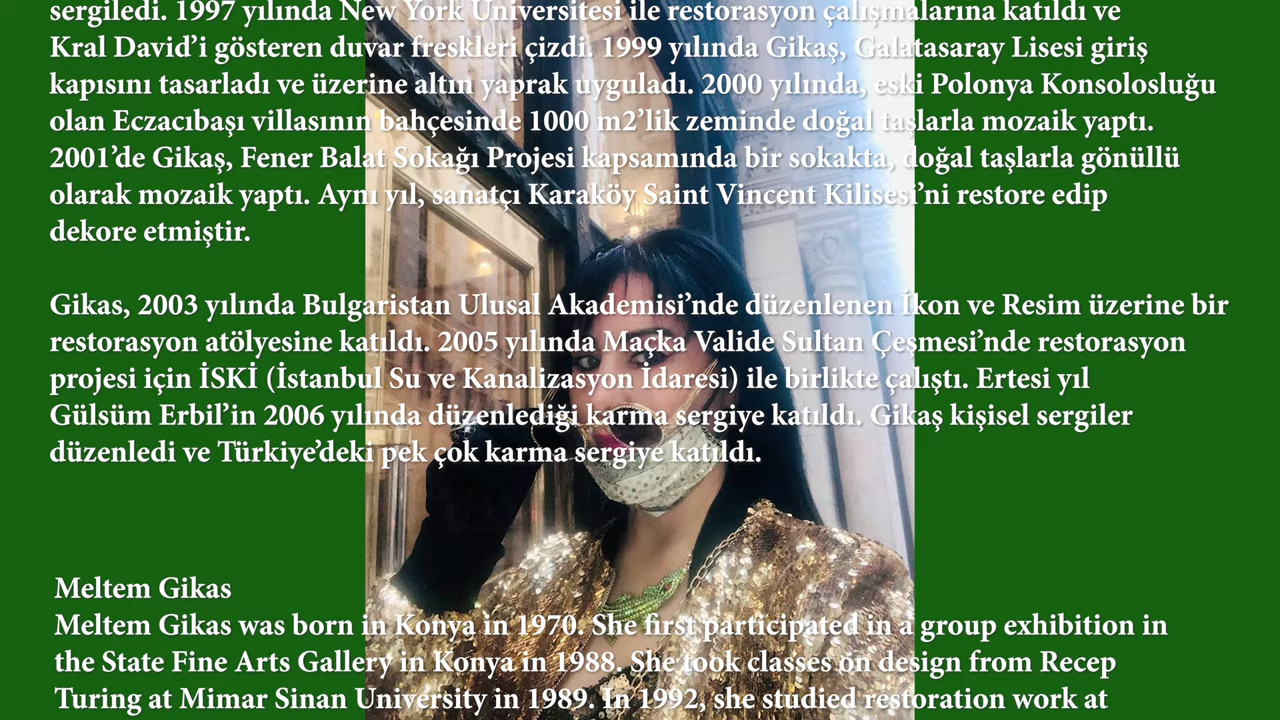 sergiledi. 1997 yılında New York Üniversitesi ile restorasyon çalışmalarına katıldı ve
Kral David’i gösteren duvar freskleri çizdi. 1999 yılında Gikaş, Galatasaray Lisesi giriş
kapısını tasarladı ve üzerine altın yaprak uyguladı. 2000 yılında, eski Polonya Konsolosluğu
olan Eczacıbaşı villasının bahçesinde 1000 m2’lik zeminde doğal taşlarla mozaik yaptı.
2001’de Gikaş, Fener Balat Sokağı Projesi kapsamında bir sokakta, doğal taşlarla gönüllü
olarak mozaik yaptı. Aynı yıl, sanatçı Karaköy Saint Vincent Kilisesi’ni restore edip
dekore etmiştir.
Gikas, 2003 yılında Bulgaristan Ulusal Akademisi’nde düzenlenen İkon ve Resim üzerine bir
restorasyon atölyesine katıldı. 2005 yılında Maçka Valide Sultan Çeşmesi’nde restorasyon
projesi için İSKİ (İstanbul Su ve Kanalizasyon İdaresi) ile birlikte çalıştı. Ertesi yıl
Gülsüm Erbil’in 2006 yılında düzenlediği karma sergiye katıldı. Gikaş kişisel sergiler
düzenledi ve Türkiye’deki pek çok karma sergiye katıldı.
Meltem Gikas
Meltem Gikas was born in Konya in 1970. She first participated in a group exhibition in
the State Fine Arts Gallery in Konya in 1988. She took classes on design from Recep
Turing at Mimar Sinan University in 1989. In 1992, she studied restoration work at